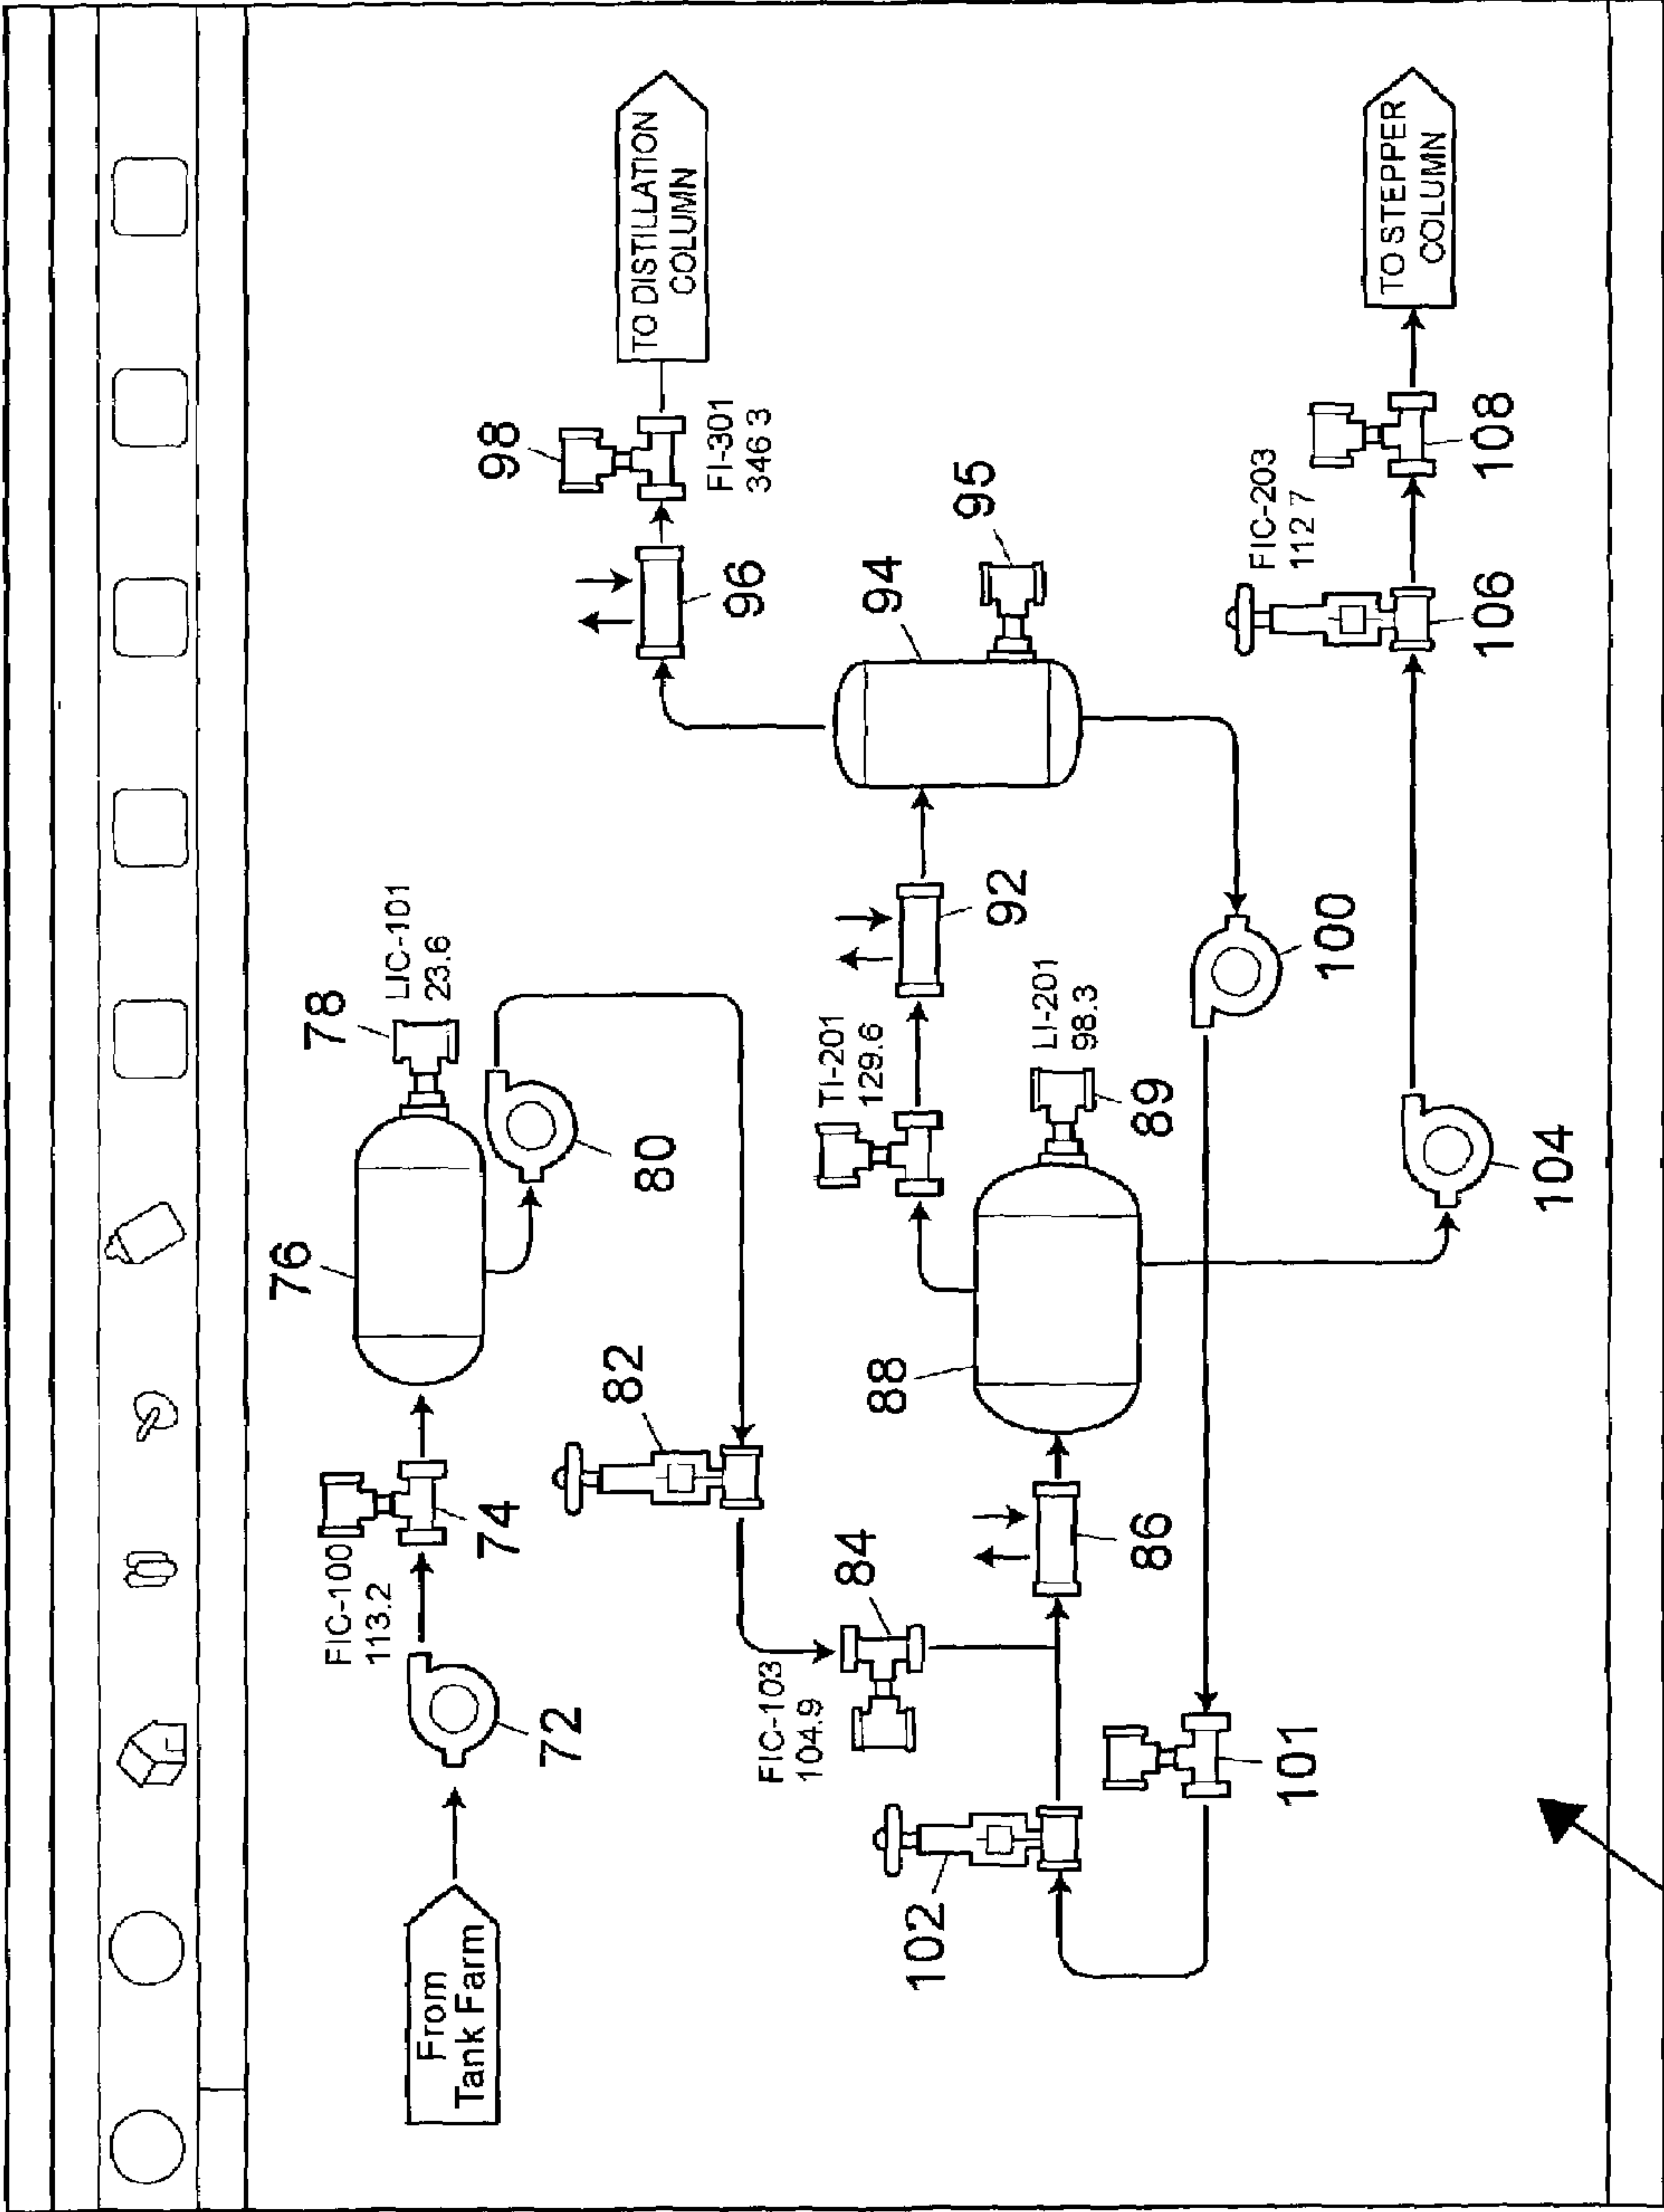 From
Tank Farm
72
FIC-100
113.2
74
76
78
LIC-101
23.6
80
82
FIC-103
104.9
84
102
101
86
88
89
LI-201
98.3
TI-201
129.6
92
94
95
96
98
FI-301
346 3
TO DISTILLATION
COLUMN
100
104
106
FIC-203
112 7
108
TO STEPPER
COLUMN